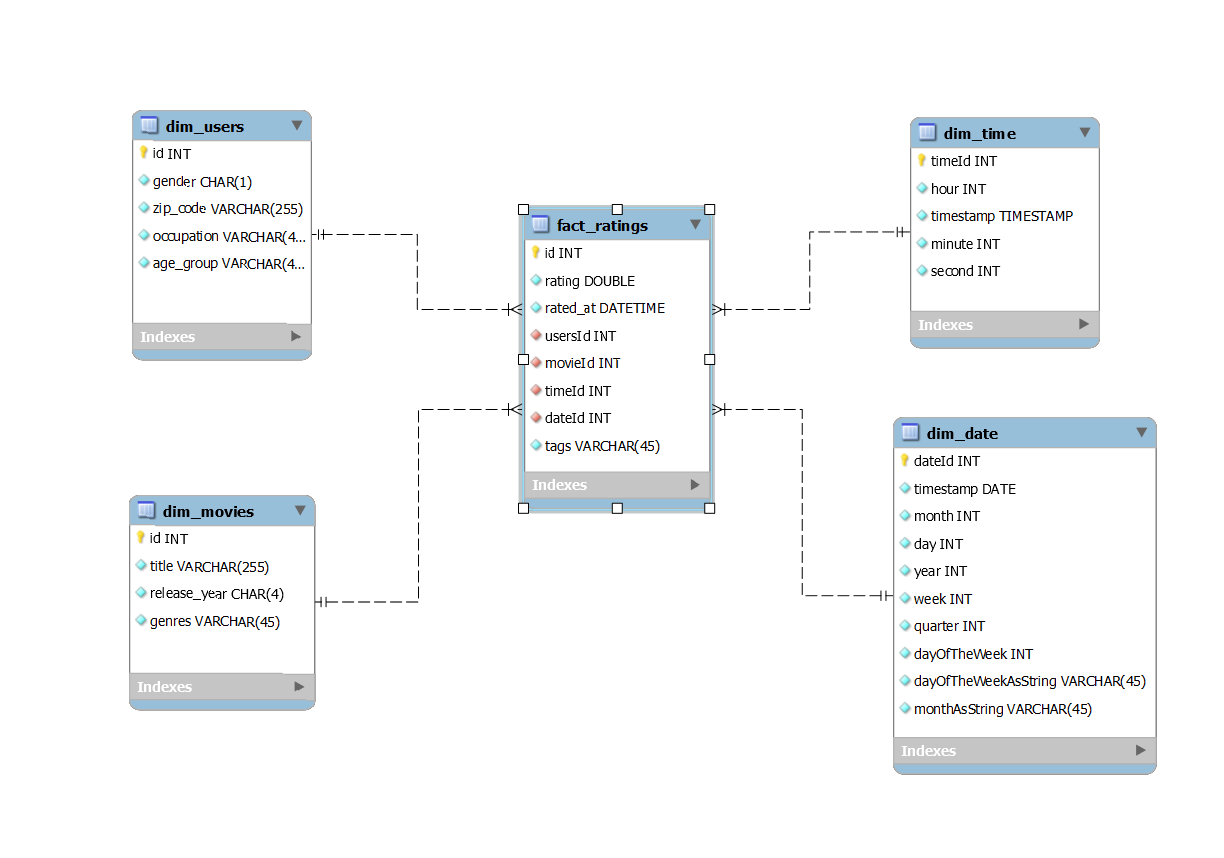 dim_users
id INT
gender CHAR(1)
zip_code VARCHAR(255)
occupation VARCHAR(4...
age_group VARCHAR(4...
Indexes
dim_movies
id INT
title VARCHAR(255)
release_year CHAR(4)
genres VARCHAR(45)
Indexes
fact_ratings
id INT
rating DOUBLE
rated_at DATETIME
usersId INT
movieId INT
timeId INT
dateId INT
tags VARCHAR(45)
Indexes
dim_time
timeId INT
hour INT
timestamp TIMESTAMP
minute INT
second INT
Indexes
dim_date
dateId INT
timestamp DATE
month INT
day INT
year INT
week INT
quarter INT
dayOfTheWeek INT
dayOfTheWeekAsString VARCHAR(45)
monthAsString VARCHAR(45)
Indexes